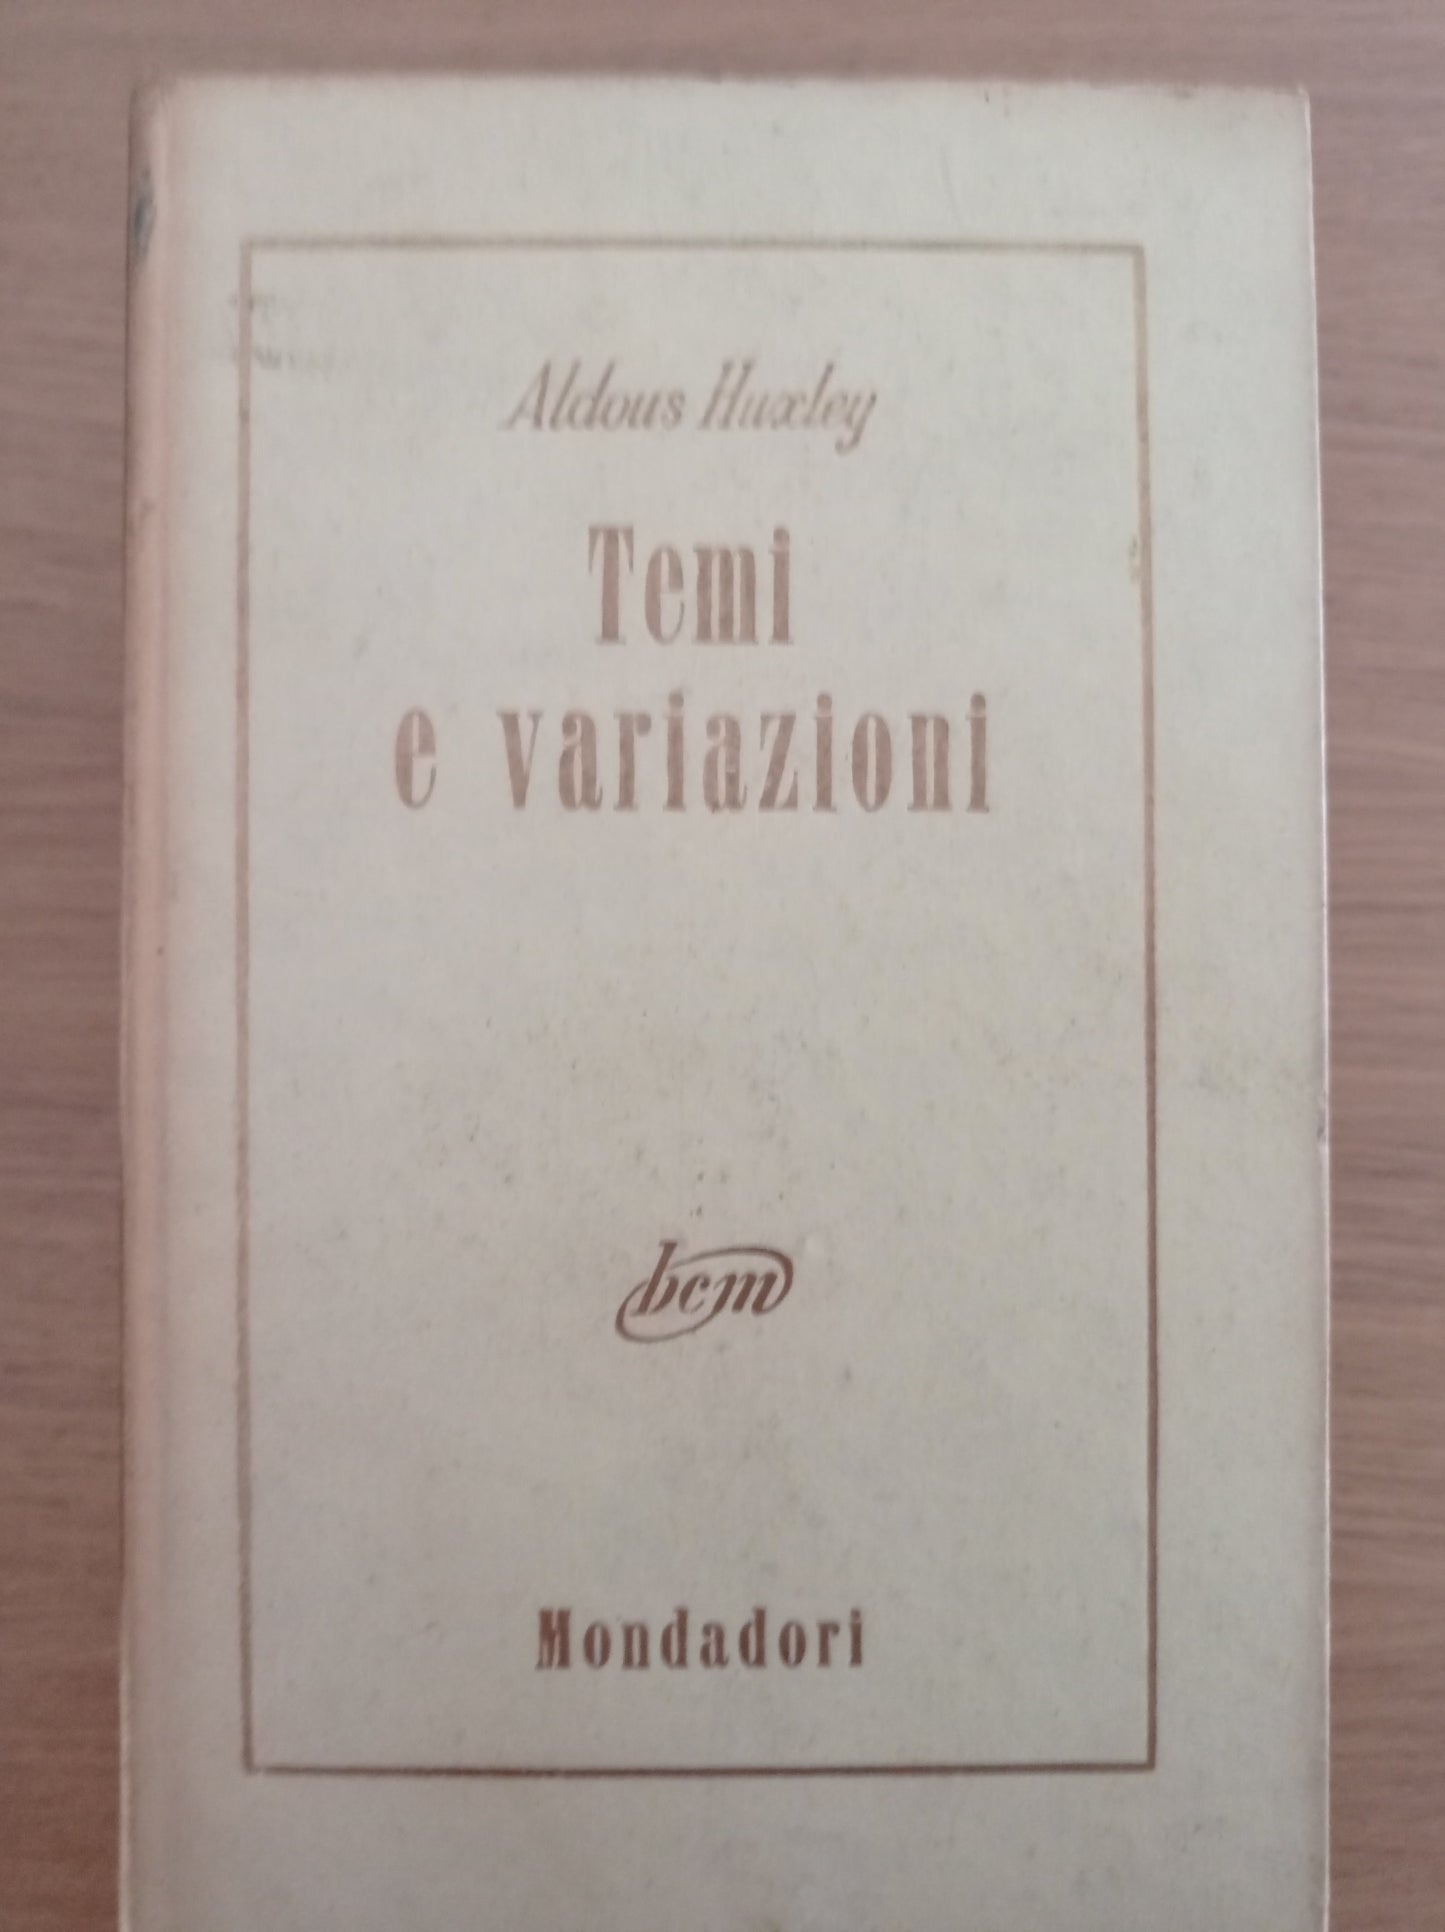 Aldous Huxley
Temi
e variazioni
bcm
Mondadori